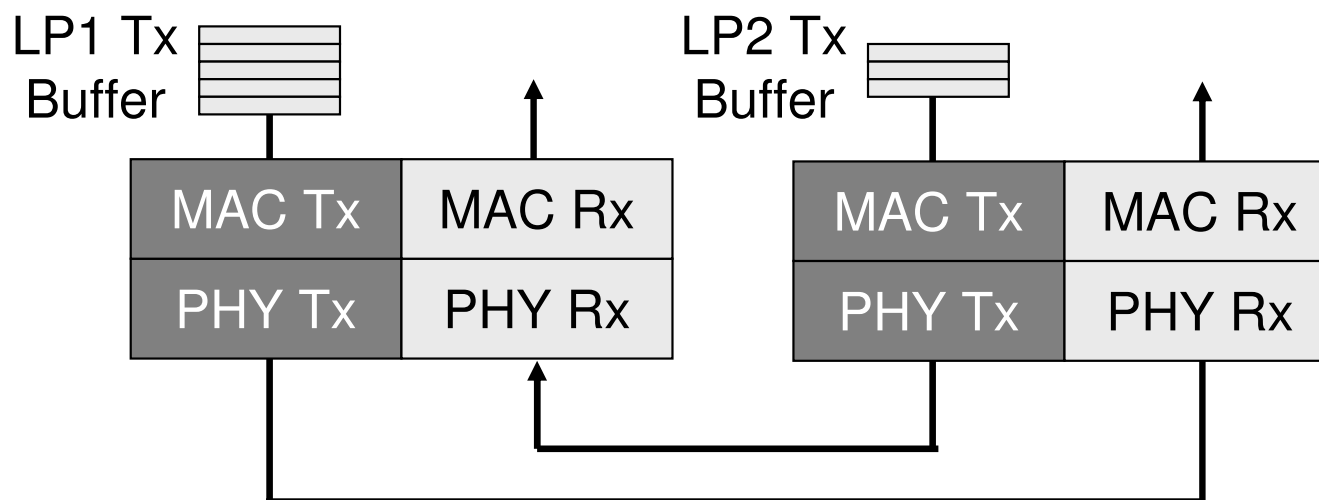 LP1 Tx
Buffer
LP2 Tx
Buffer
MAC Tx
MAC Rx
PHY Tx
PHY Rx
MAC Tx
MAC Rx
PHY Tx
PHY Rx